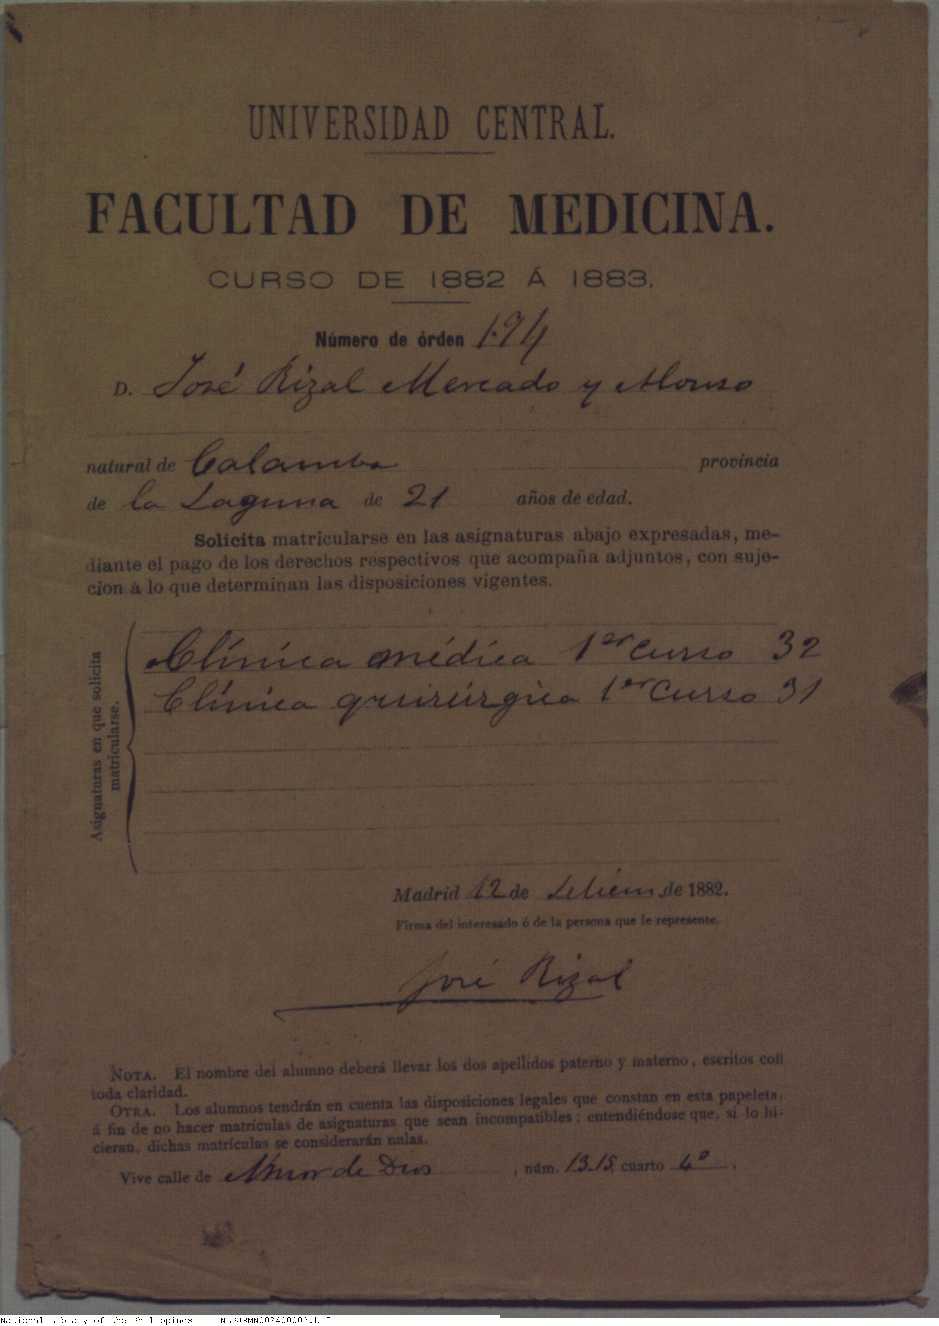 UNIVERSIDAD CENTRAL.
FACULTAD DE MEDICINA.
CURSO DE 1882 Á 1883.
Número de órden 194
D. José Rizal Mercado y Alonso
natural de Calamba provincia
de la Laguna de 21 años de edad.
Solicita matricularse en las asignaturas abajo expresadas, me-
diante el pago de los derechos respectivos que acompaña adjuntos, con suje-
cion á lo que determinan las disposiciones vigentes.
Asignaturas en que solicita
matricularse.
Clínica médica 1er curso 32
Clínica quirúrgica 1er curso 31
Madrid 12 de de 1882.
Firma del interesado ó de la persona que le represente.
José Rizal
NOTA. El nombre del alumno deberá llevar los dos apellidos paterno y materno, escritos con
toda claridad.
OTRA. Los alumnos tendrán en cuenta las disposiciones legales que constan en esta papeleta,
á fin de no hacer matrículas de asignaturas que sean incompatibles; entendiéndose que, si lo hi-
cieran, dichas matrículas se considerarán nulas.
Vive calle de Amor de Dios, núm. 13.15, cuarto 4º.
National Library of the Philippines